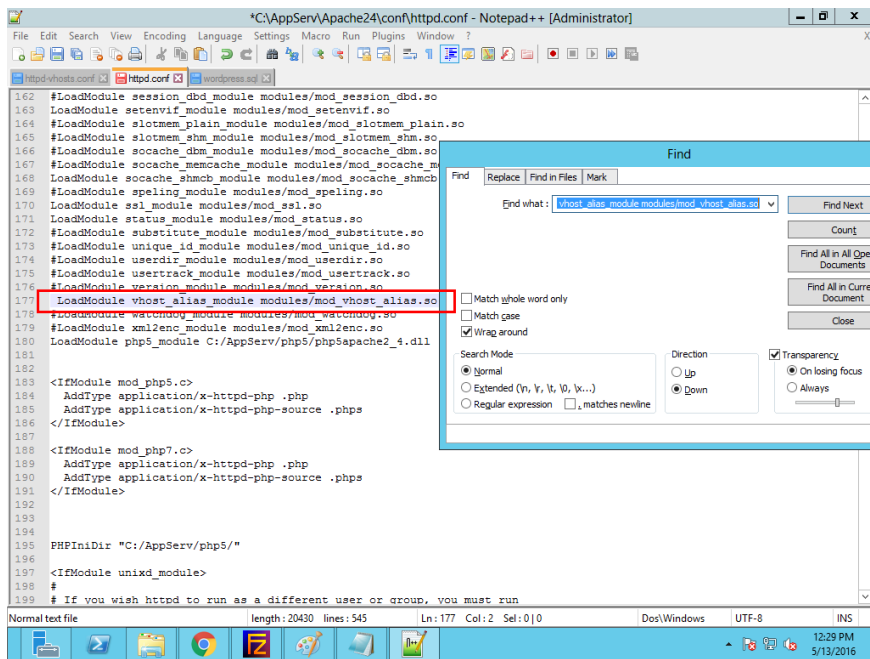 *C:\AppServ\Apache24\conf\httpd.conf - Notepad++ [Administrator]
File Edit Search View Encoding Language Settings Macro Run Plugins Window ? X
httpd-vhosts.conf httpd.conf wordpress.sql
162 #LoadModule session_dbd_module modules/mod_session_dbd.so
163 LoadModule setenvif_module modules/mod_setenvif.so
164 #LoadModule slotmem_plain_module modules/mod_slotmem_plain.so
165 #LoadModule slotmem_shm_module modules/mod_slotmem_shm.so
166 #LoadModule socache_dbm_module modules/mod_socache_dbm.so
167 #LoadModule socache_memcache_module modules/mod_socache_m
168 LoadModule socache_shmcb_module modules/mod_socache_shmcb
169 #LoadModule speling_module modules/mod_speling.so
170 LoadModule ssl_module modules/mod_ssl.so
171 LoadModule status_module modules/mod_status.so
172 #LoadModule substitute_module modules/mod_substitute.so
173 #LoadModule unique_id_module modules/mod_unique_id.so
174 #LoadModule userdir_module modules/mod_userdir.so
175 #LoadModule usertrack_module modules/mod_usertrack.so
176 #LoadModule version_module modules/mod_version.so
177 LoadModule vhost_alias_module modules/mod_vhost_alias.so
178 #LoadModule watchdog_module modules/mod_watchdog.so
179 #LoadModule xml2enc_module modules/mod_xml2enc.so
180 LoadModule php5_module C:/AppServ/php5/php5apache2_4.dll
181
182
183 <IfModule mod_php5.c>
184 AddType application/x-httpd-php .php
185 AddType application/x-httpd-php-source .phps
186 </IfModule>
187
188 <IfModule mod_php7.c>
189 AddType application/x-httpd-php .php
190 AddType application/x-httpd-php-source .phps
191 </IfModule>
192
193
194
195 PHPIniDir "C:/AppServ/php5/"
196
197 <IfModule unixd_module>
198 #
199 # If you wish httpd to run as a different user or group, you must run
Find
Find Replace Find in Files Mark
Find what : vhost_alias_module modules/mod_vhost_alias.so
Find Next
Count
Find All in All Ope
Documents
Find All in Curre
Document
Close
Match whole word only
Match case
Wrap around
Search Mode
Normal
Extended (\n, \r, \t, \0, \x...)
Regular expression . matches newline
Direction
Up
Down
Transparency
On losing focus
Always
Normal text file length : 20430 lines : 545 Ln : 177 Col : 2 Sel : 0 | 0 Dos\Windows UTF-8 INS
12:29 PM
5/13/2016